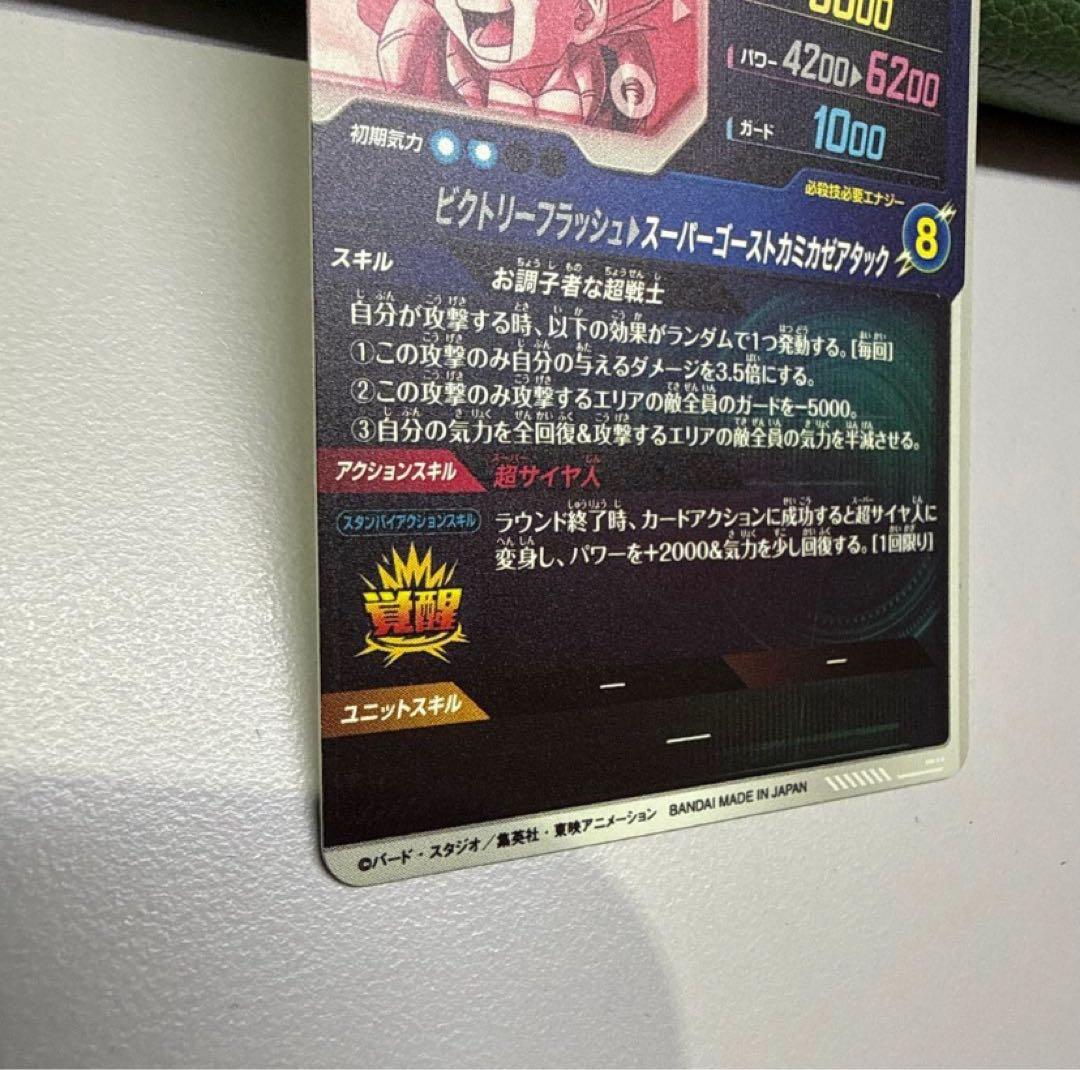 パワー 4200▶6200
ガード 1000
初期気力
必殺技必要エナジー
ビクトリーフラッシュ▶スーパーゴーストカミカゼアタック 8
スキル お調子者な超戦士
自分が攻撃する時、以下の効果がランダムで1つ発動する。[毎回]
①この攻撃のみ自分の与えるダメージを3.5倍にする。
②この攻撃のみ攻撃するエリアの敵全員のガードを−5000。
③自分の気力を全回復&攻撃するエリアの敵全員の気力を半減させる。
アクションスキル 超サイヤ人
スタンバイアクションスキル
ラウンド終了時、カードアクションに成功すると超サイヤ人に
変身し、パワーを+2000&気力を少し回復する。[1回限り]
覚醒
ー ー
ユニットスキル
ー
©バード・スタジオ／集英社・東映アニメーション BANDAI MADE IN JAPAN